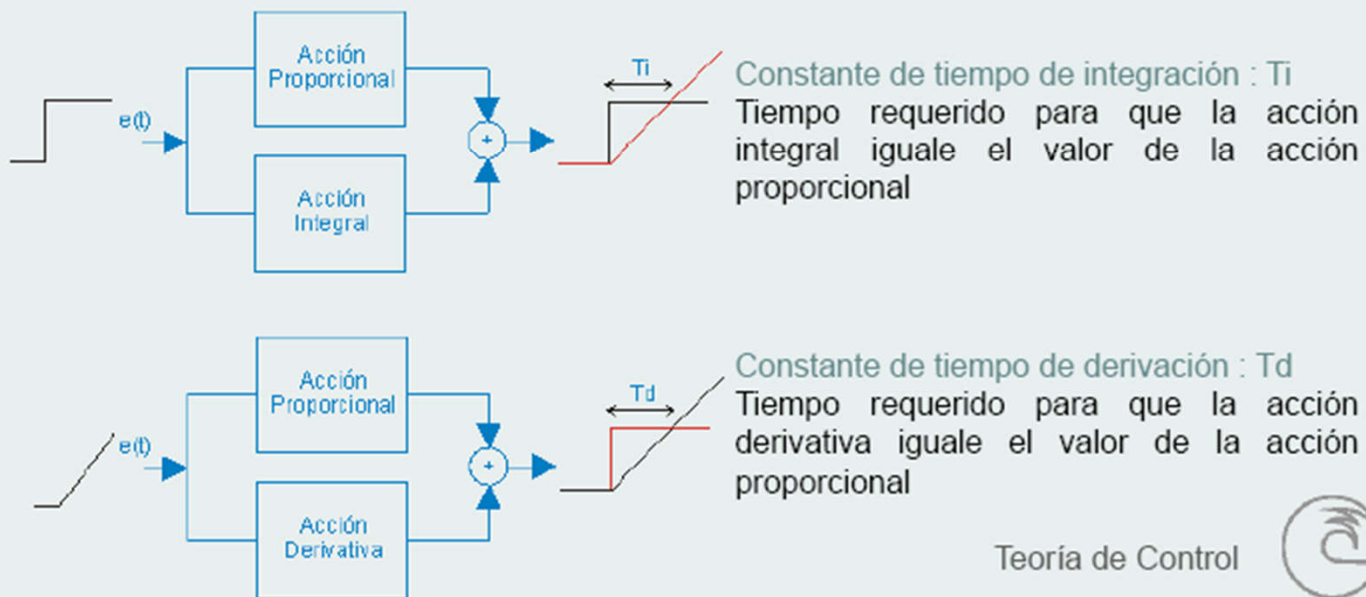 Acción
Proporcional
e(t)
+
Acción
Integral
Ti
Constante de tiempo de integración : Ti
Tiempo requerido para que la acción
integral iguale el valor de la acción
proporcional
Acción
Proporcional
e(t)
+
Acción
Derivativa
Td
Constante de tiempo de derivación : Td
Tiempo requerido para que la acción
derivativa iguale el valor de la acción
proporcional
Teoría de Control